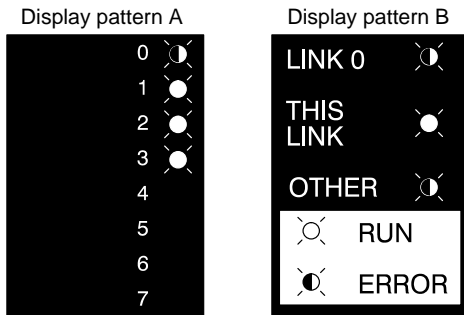 Display pattern A
0
1
2
3
4
5
6
7
Display pattern B
LINK 0
THIS
LINK
OTHER
RUN
ERROR